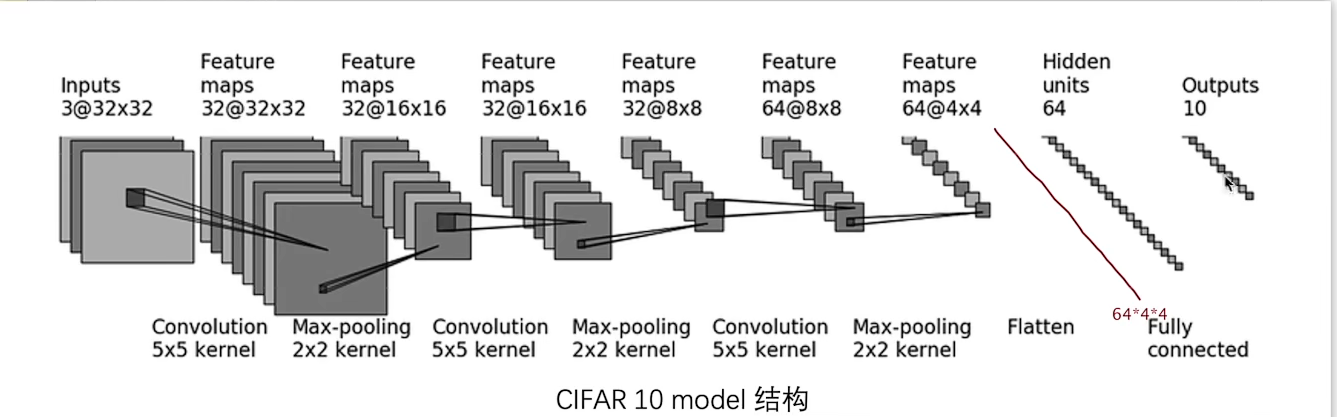 Inputs
3@32x32
Feature
maps
32@32x32
Feature
maps
32@16x16
Feature
maps
32@16x16
Feature
maps
32@8x8
Feature
maps
64@8x8
Feature
maps
64@4x4
Hidden
units
64
Outputs
10
64*4*4
Convolution
5x5 kernel
Max-pooling
2x2 kernel
Convolution
5x5 kernel
Max-pooling
2x2 kernel
Convolution
5x5 kernel
Max-pooling
2x2 kernel
Flatten
Fully
connected
CIFAR 10 model 结构